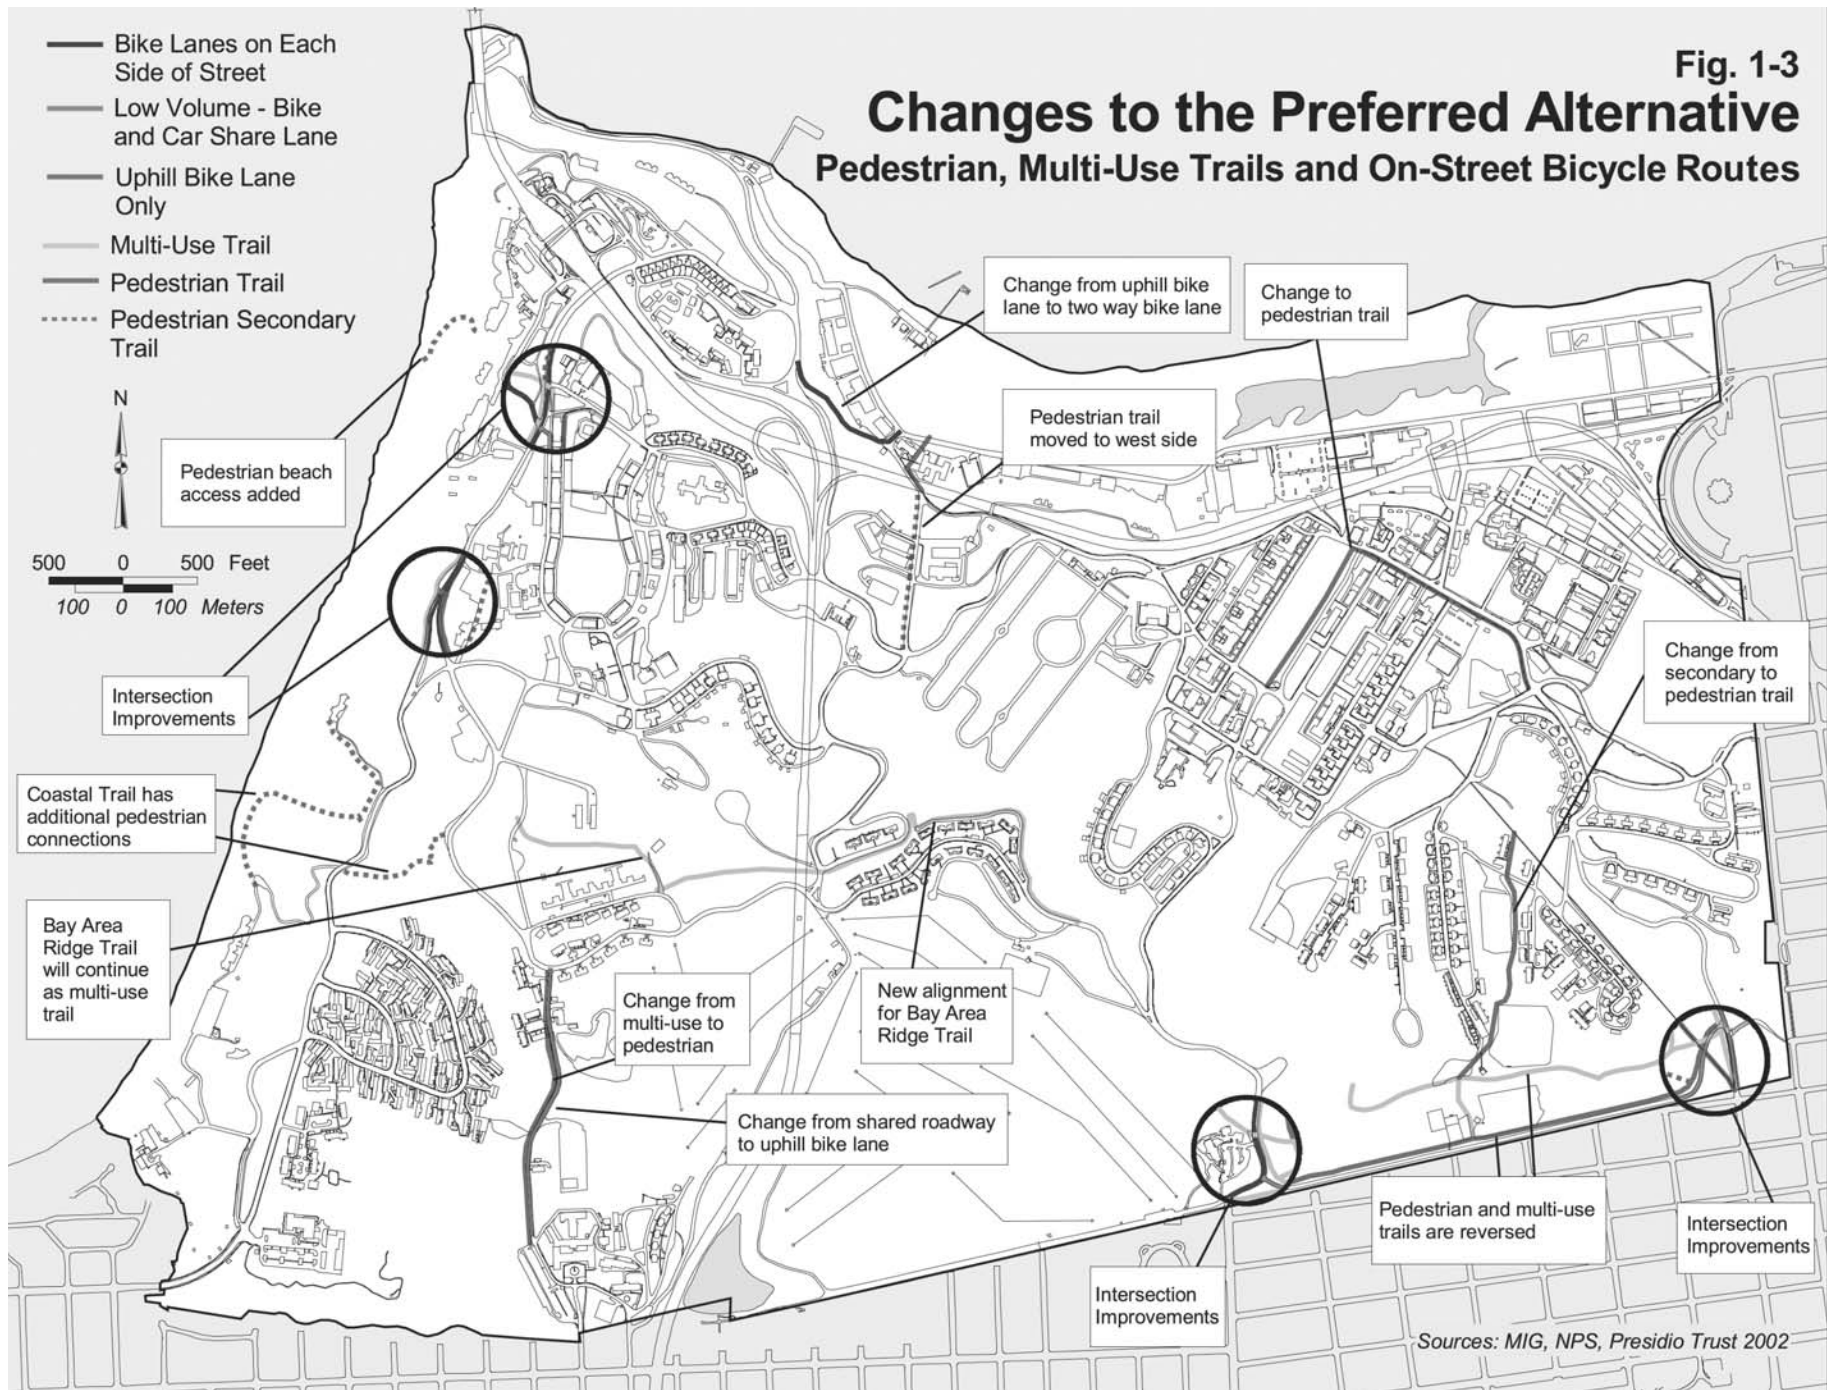 Bike Lanes on Each
Side of Street
Low Volume - Bike
and Car Share Lane
Uphill Bike Lane
Only
Multi-Use Trail
Pedestrian Trail
Pedestrian Secondary
Trail
Fig. 1-3
Changes to the Preferred Alternative
Pedestrian, Multi-Use Trails and On-Street Bicycle Routes
N
500 0 500 Feet
100 0 100 Meters
Change from uphill bike
lane to two way bike lane
Change to
pedestrian trail
Pedestrian trail
moved to west side
Pedestrian beach
access added
Intersection
Improvements
Change from
secondary to
pedestrian trail
Coastal Trail has
additional pedestrian
connections
Bay Area
Ridge Trail
will continue
as multi-use
trail
Change from
multi-use to
pedestrian
New alignment
for Bay Area
Ridge Trail
Change from shared roadway
to uphill bike lane
Pedestrian and multi-use
trails are reversed
Intersection
Improvements
Intersection
Improvements
Sources: MIG, NPS, Presidio Trust 2002